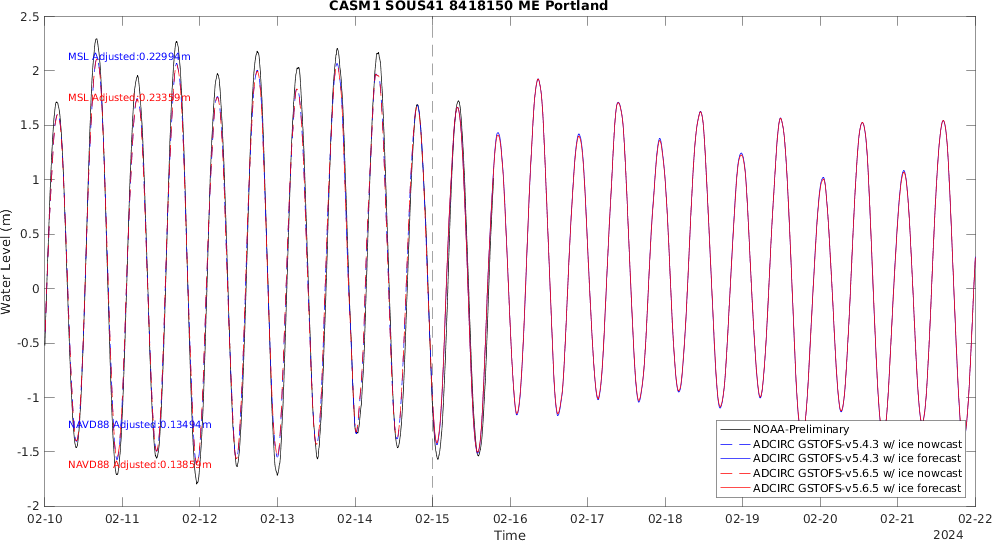 CASM1 SOUS41 8418150 ME Portland
2.5
2
1.5
1
0.5
0
-0.5
-1
-1.5
-2
Water Level (m)
MSL Adjusted:0.22994m
MSL Adjusted:0.23359m
NAVD88 Adjusted:0.13494m
NAVD88 Adjusted:0.13859m
NOAA-Preliminary
ADCIRC GSTOFS-v5.4.3 w/ ice nowcast
ADCIRC GSTOFS-v5.4.3 w/ ice forecast
ADCIRC GSTOFS-v5.6.5 w/ ice nowcast
ADCIRC GSTOFS-v5.6.5 w/ ice forecast
02-10 02-11 02-12 02-13 02-14 02-15 02-16 02-17 02-18 02-19 02-20 02-21 02-22
Time
2024